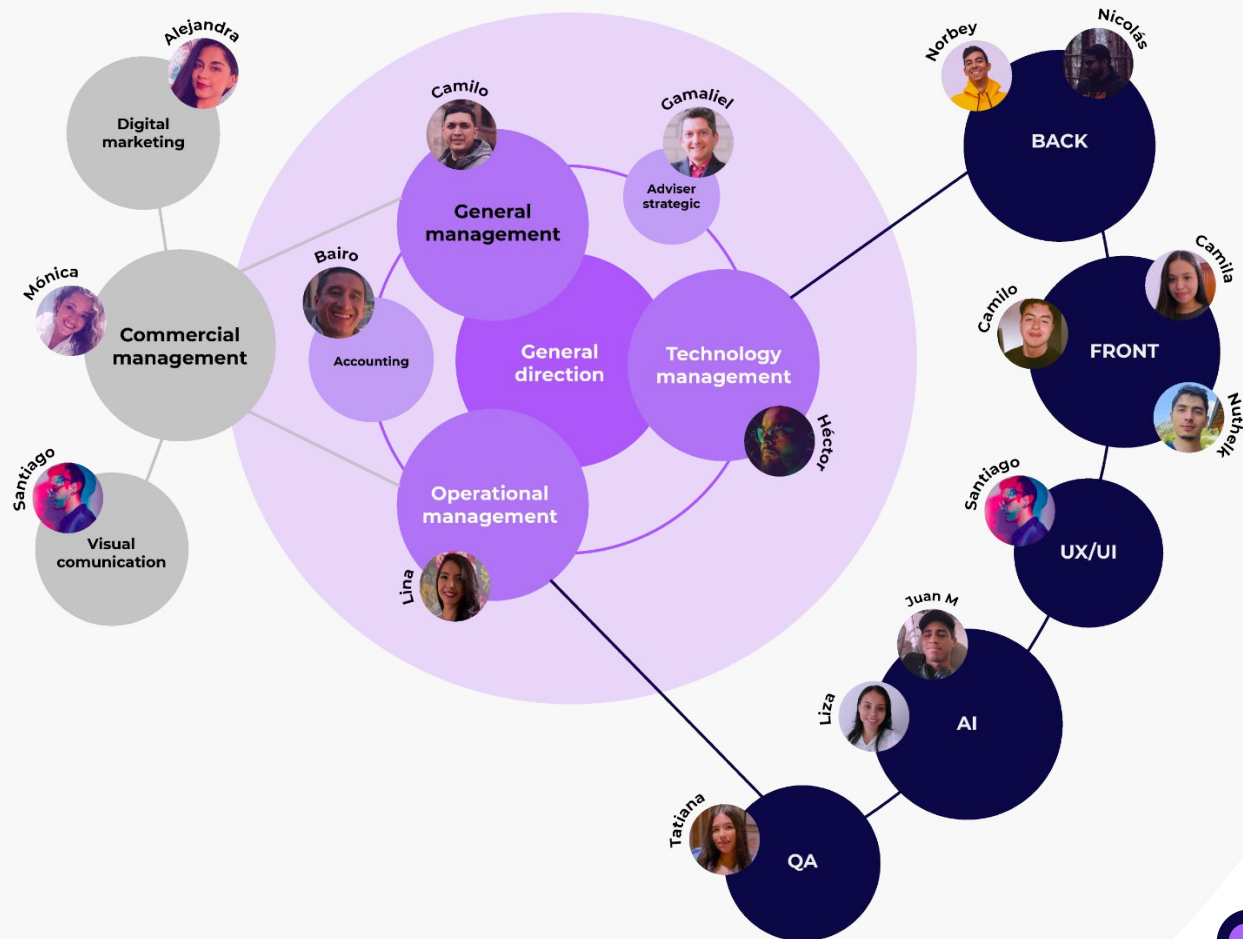 Alejandra
Digital
marketing
Mónica
Commercial
management
Santiago
Visual
comunication
Camilo
General
management
Gamaliel
Adviser
strategic
Bairo
Accounting
General
direction
Technology
management
Héctor
Operational
management
Lina
Norbey
Nicolás
BACK
Camila
Camilo
FRONT
Nuthelk
Santiago
UX/UI
Juan M
Liza
AI
Tatiana
QA